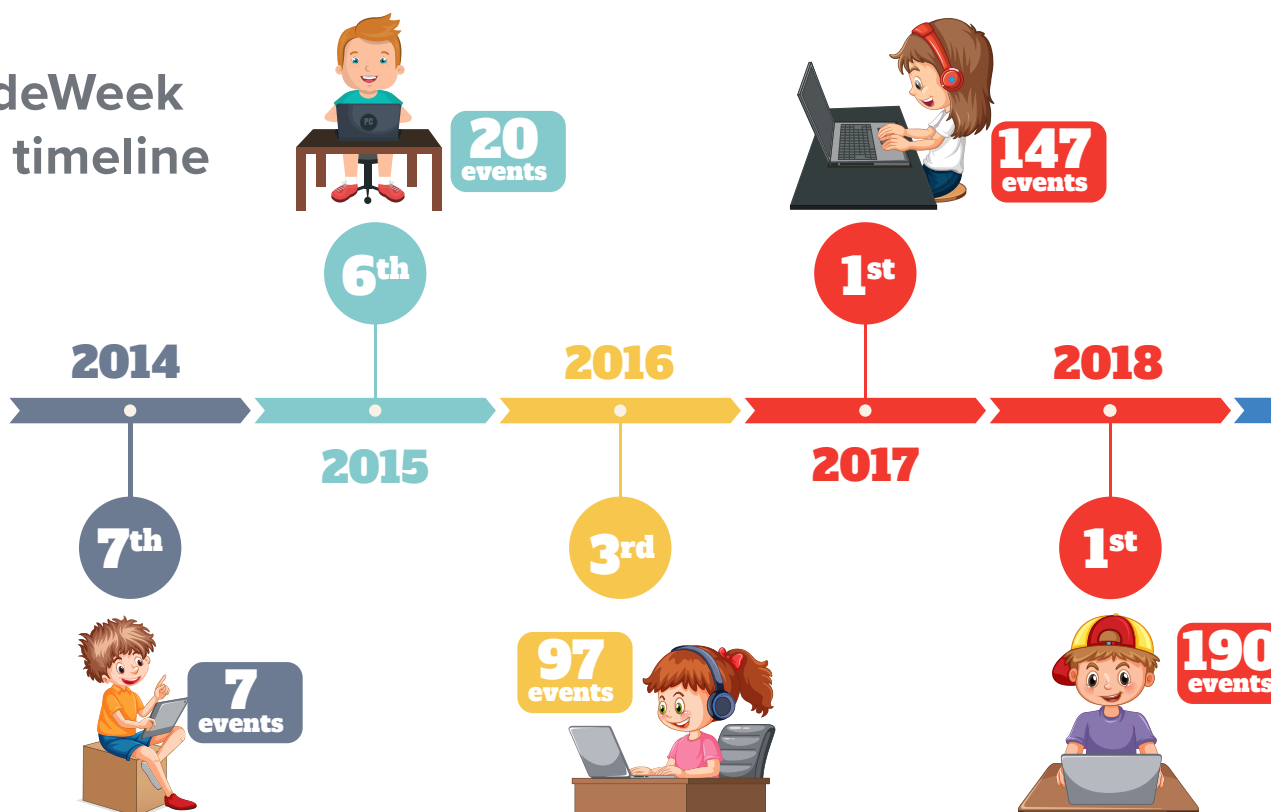 deWeek
timeline
20
events
147
events
6th
1st
2014
2016
2018
2015
2017
7th
3rd
1st
7
events
97
events
190
events
PC